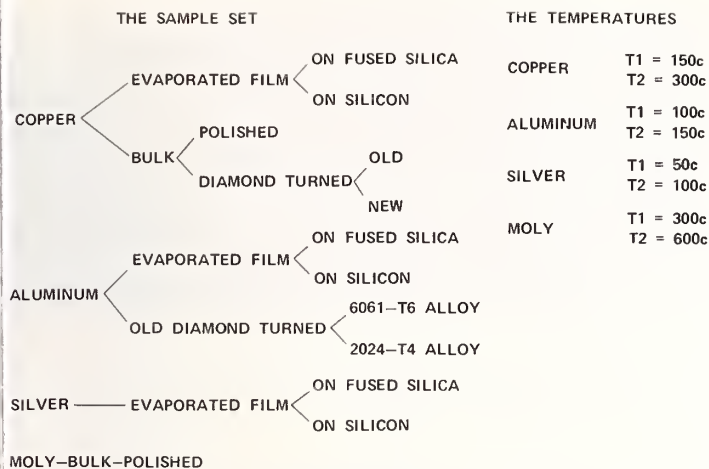 THE SAMPLE SET
COPPER
EVAPORATED FILM
ON FUSED SILICA
ON SILICON
BULK
POLISHED
DIAMOND TURNED
OLD
NEW
ALUMINUM
EVAPORATED FILM
ON FUSED SILICA
ON SILICON
OLD DIAMOND TURNED
6061-T6 ALLOY
2024-T4 ALLOY
SILVER
EVAPORATED FILM
ON FUSED SILICA
ON SILICON
MOLY-BULK-POLISHED
THE TEMPERATURES
COPPER
T1 = 150c
T2 = 300c
ALUMINUM
T1 = 100c
T2 = 150c
SILVER
T1 = 50c
T2 = 100c
MOLY
T1 = 300c
T2 = 600c